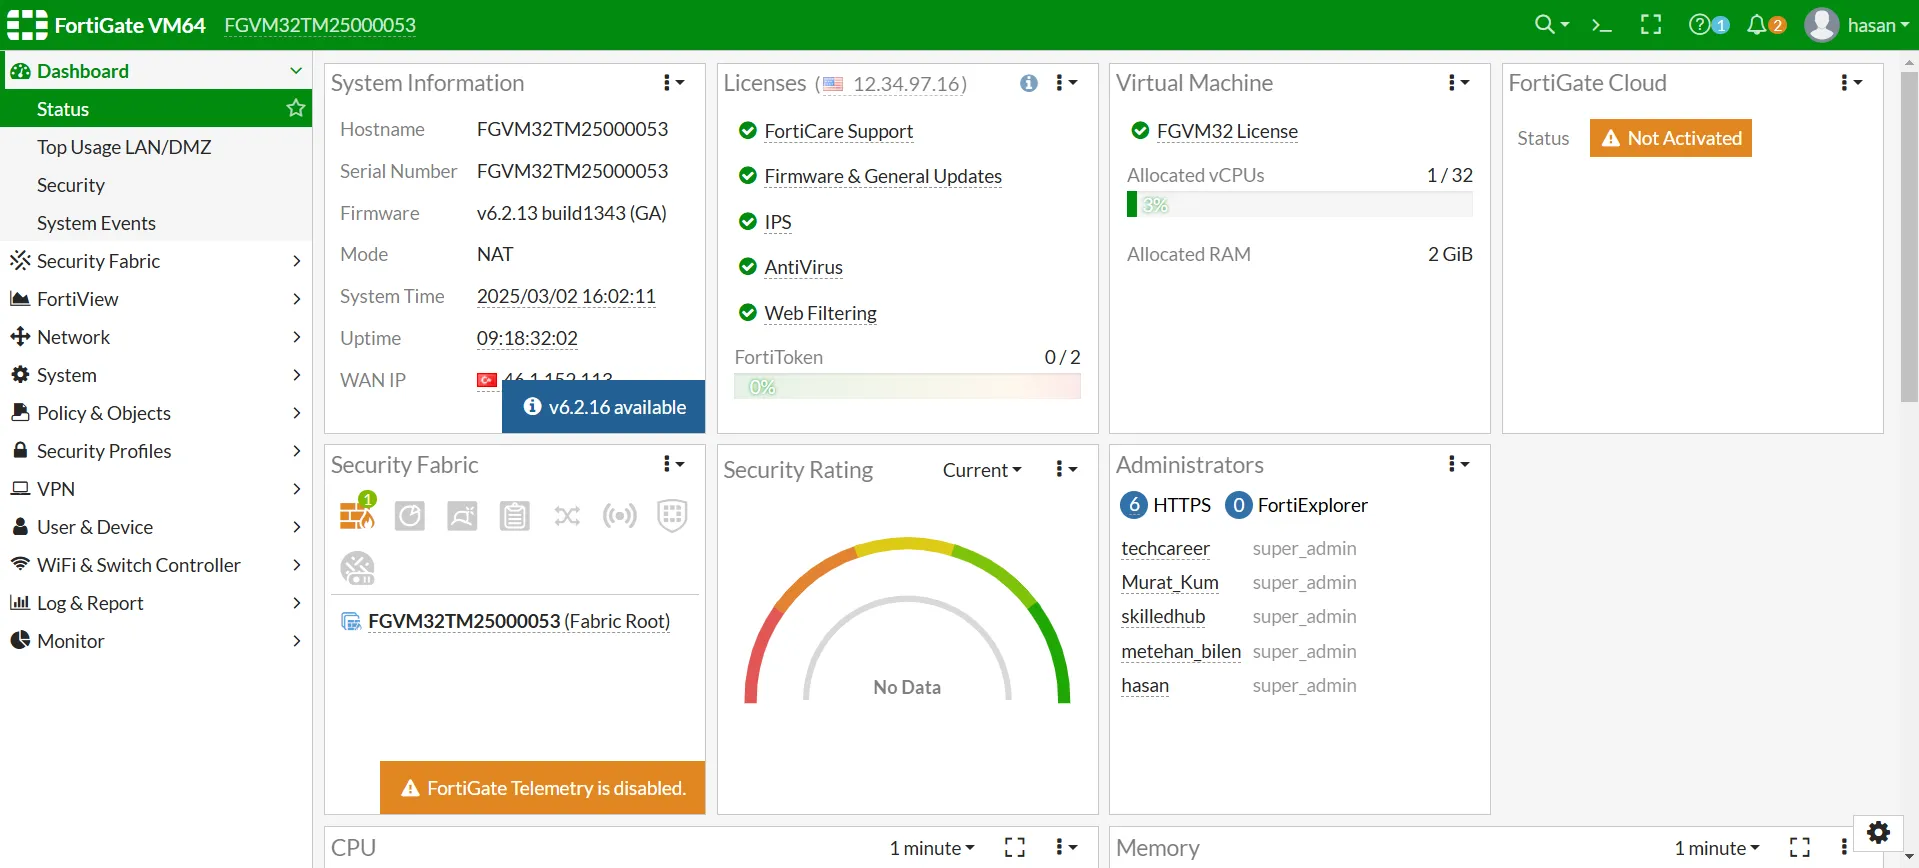 FortiGate VM64 FGVM32TM25000053
1 2 hasan
Dashboard
Status
Top Usage LAN/DMZ
Security
System Events
Security Fabric
FortiView
Network
System
Policy & Objects
Security Profiles
VPN
User & Device
WiFi & Switch Controller
Log & Report
Monitor
System Information
Hostname FGVM32TM25000053
Serial Number FGVM32TM25000053
Firmware v6.2.13 build1343 (GA)
Mode NAT
System Time 2025/03/02 16:02:11
Uptime 09:18:32:02
WAN IP 46.1.152.113
v6.2.16 available
Licenses (12.34.97.16)
FortiCare Support
Firmware & General Updates
IPS
AntiVirus
Web Filtering
FortiToken 0 / 2
0%
Virtual Machine
FGVM32 License
Allocated vCPUs 1 / 32
3%
Allocated RAM 2 GiB
FortiGate Cloud
Status Not Activated
Security Fabric
1
FGVM32TM25000053 (Fabric Root)
FortiGate Telemetry is disabled.
Security Rating Current
No Data
Administrators
6 HTTPS 0 FortiExplorer
techcareer super_admin
Murat_Kum super_admin
skilledhub super_admin
metehan_bilen super_admin
hasan super_admin
CPU 1 minute
Memory 1 minute